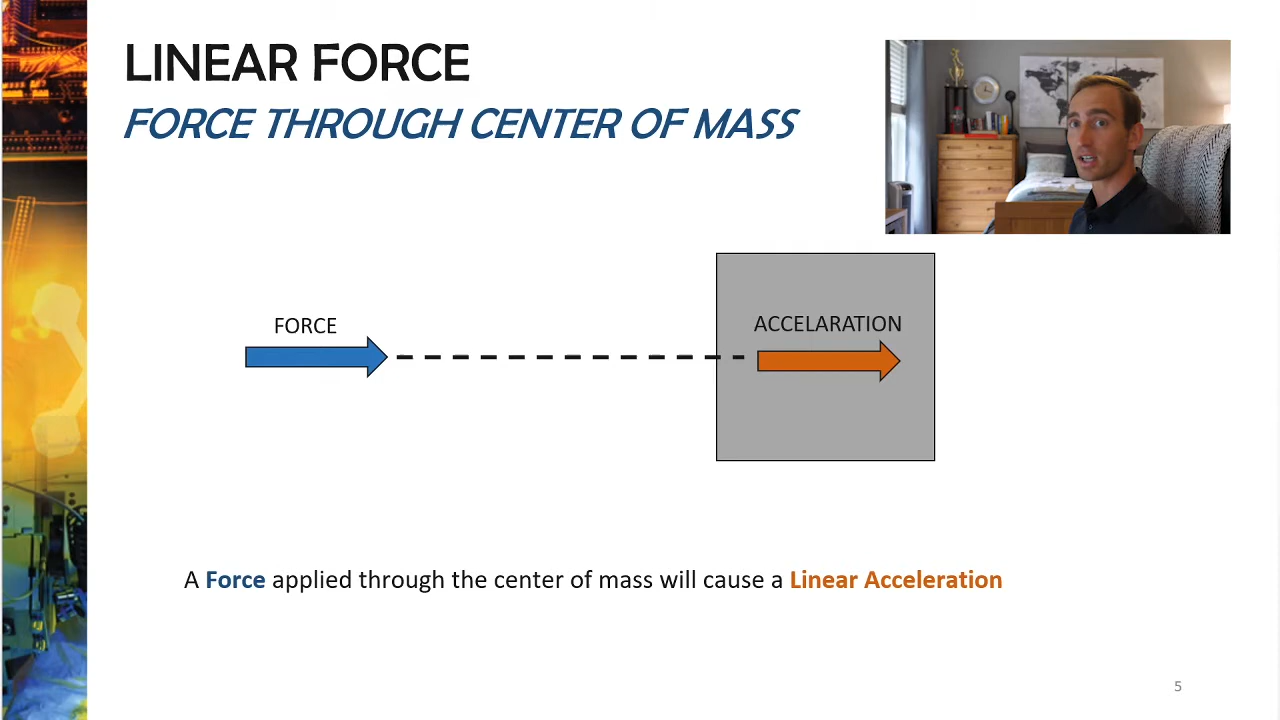 LINEAR FORCE
FORCE THROUGH CENTER OF MASS
FORCE
ACCELARATION
A Force applied through the center of mass will cause a Linear Acceleration
5